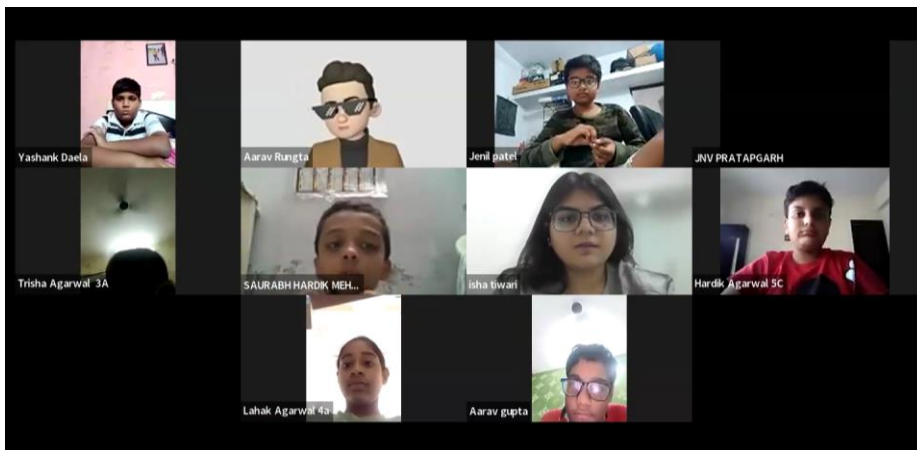 Yashank Daela
Aarav Rungta
Jenil patel
JNV PRATAPGARH
Trisha Agarwal 3A
SAURABH HARDIK MEH...
isha tiwari
Hardik Agarwal 5C
Lahak Agarwal 4a
Aarav gupta